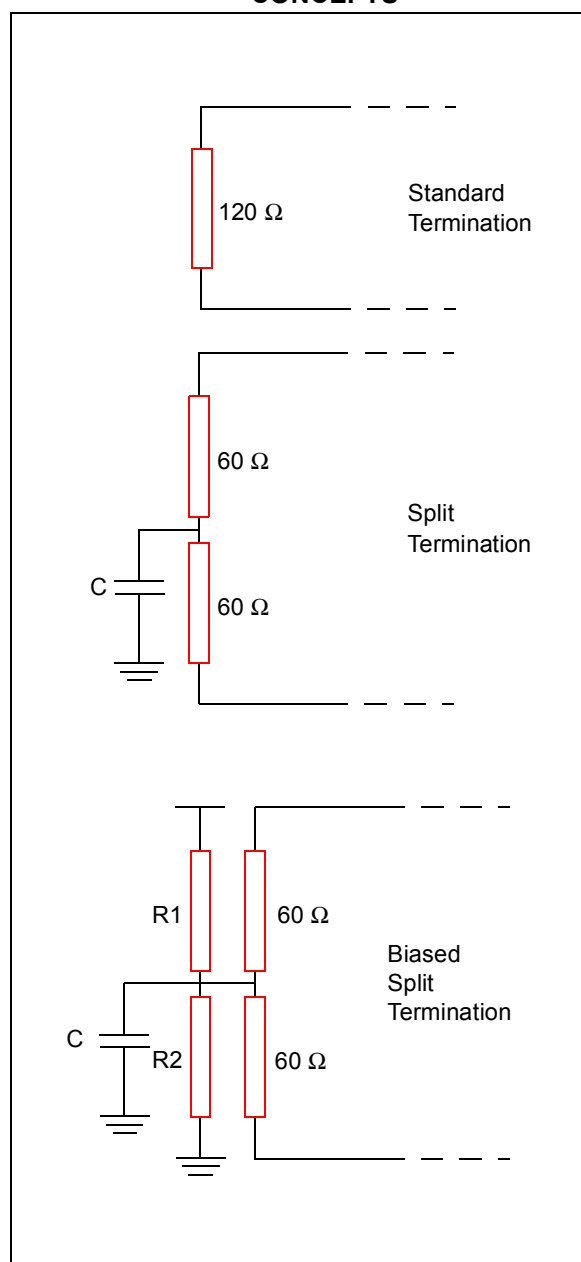 CONCEPTS
120 Ω
Standard
Termination
60 Ω
Split
Termination
C
60 Ω
R1
60 Ω
Biased
Split
Termination
C
R2
60 Ω